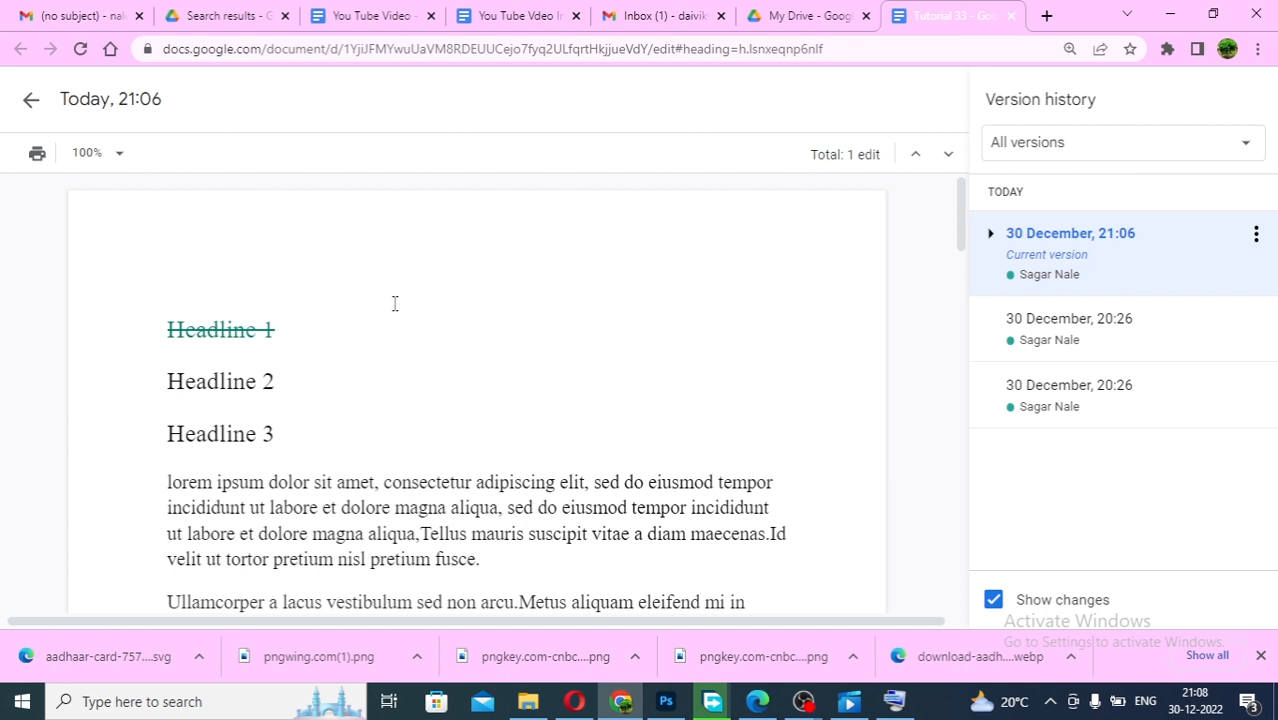 (no subject) - nal
Search results - G
You Tube Video -
You Tube Vdeo In
Inbox (1) - daivik
My Drive - Google
Tutorial 33 - Goo
docs.google.com/document/d/1YjiJFMYwuUaVM8RDEUUCejo7fyq2ULfqrtHkjjueVdY/edit#heading=h.lsnxeqnp6nlf
Today, 21:06
100%
Total: 1 edit
Headline 1
Headline 2
Headline 3
lorem ipsum dolor sit amet, consectetur adipiscing elit, sed do eiusmod tempor
incididunt ut labore et dolore magna aliqua, sed do eiusmod tempor incididunt
ut labore et dolore magna aliqua,Tellus mauris suscipit vitae a diam maecenas.Id
velit ut tortor pretium nisl pretium fusce.
Ullamcorper a lacus vestibulum sed non arcu.Metus aliquam eleifend mi in
Version history
All versions
TODAY
30 December, 21:06
Current version
Sagar Nale
30 December, 20:26
Sagar Nale
30 December, 20:26
Sagar Nale
Show changes
Activate Windows
Go to Settings to activate Windows.
aadhaar-card-757....svg
pngwing.com(1).png
pngkey.com-cnbc....png
pngkey.com-cnbc....png
download-aadh....webp
Show all
Type here to search
Ps
20°C
ENG
21:08
30-12-2022
3